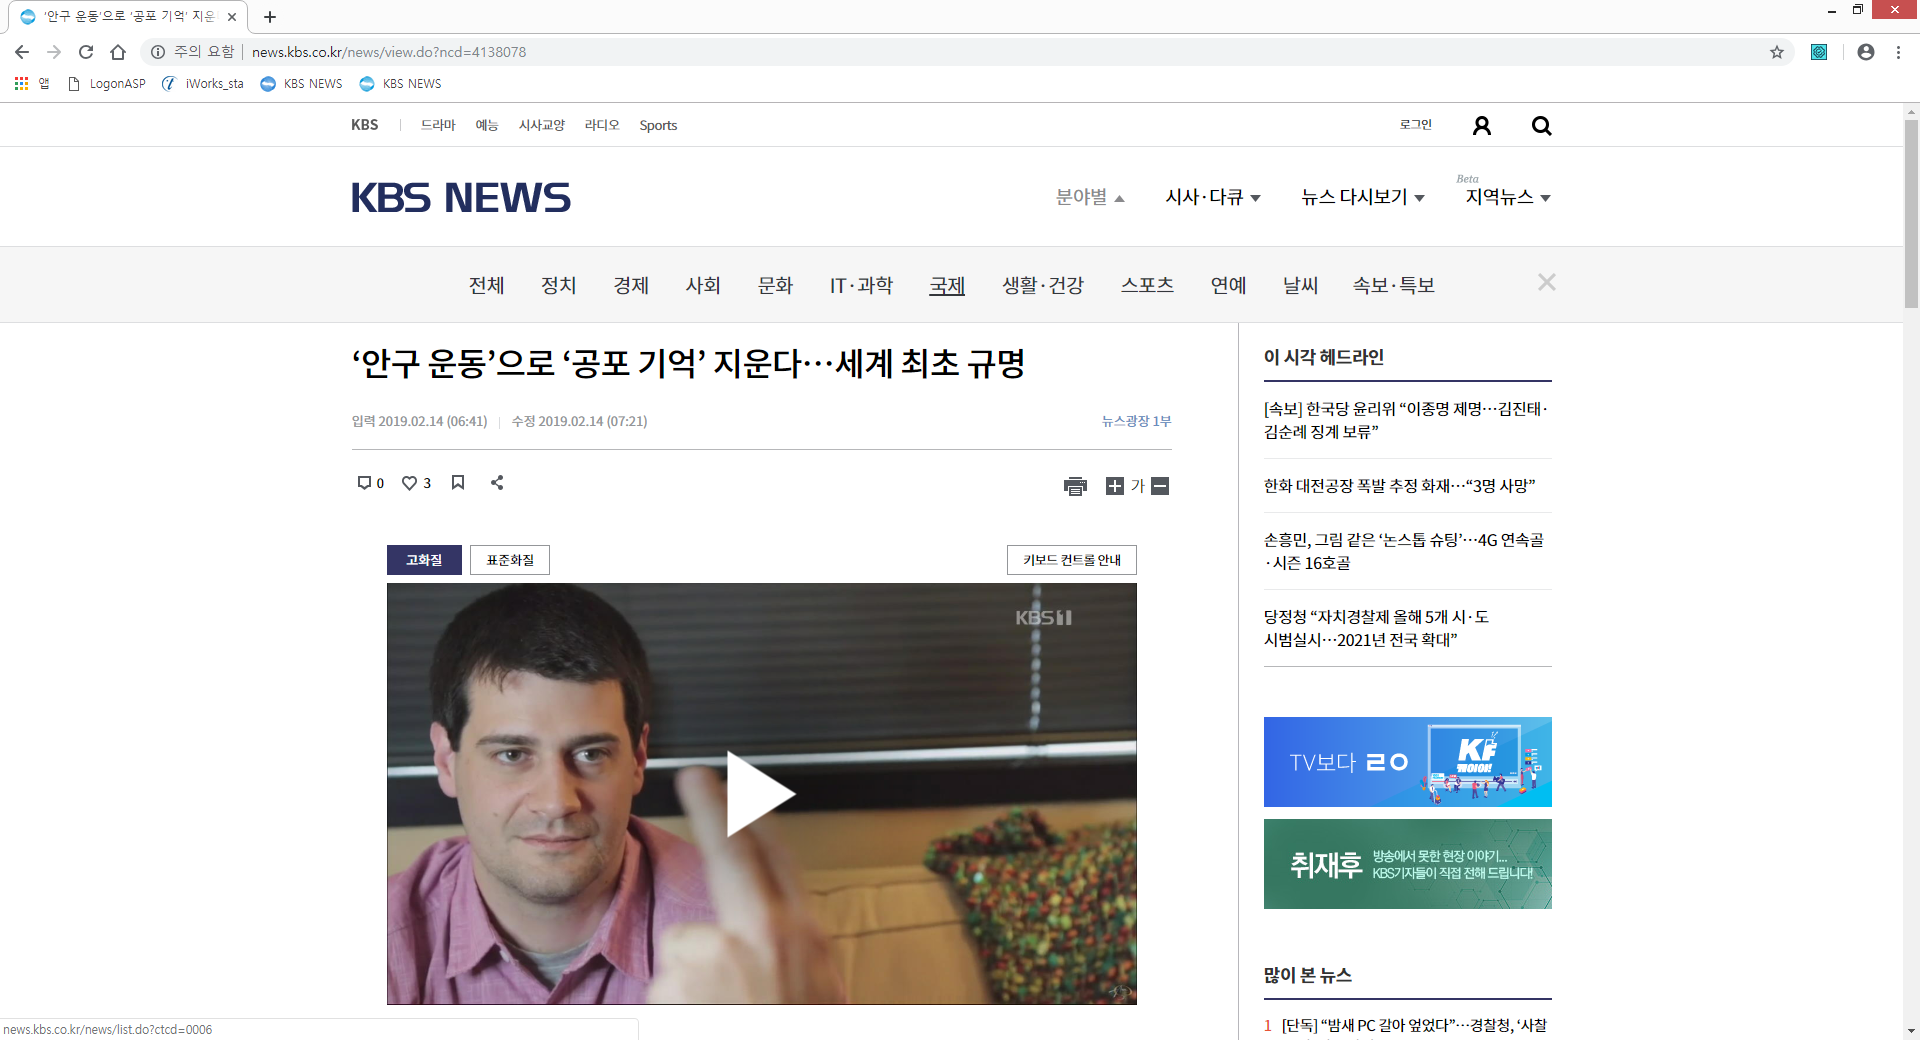 '안구 운동'으로 '공포 기억' 지운
주의 요함 news.kbs.co.kr/news/view.do?ncd=4138078
앱 LogonASP iWorks_sta KBS NEWS KBS NEWS
KBS 드라마 예능 시사교양 라디오 Sports 로그인
KBS NEWS
분야별 시사·다큐 뉴스 다시보기 Beta 지역뉴스
전체 정치 경제 사회 문화 IT·과학 국제 생활·건강 스포츠 연예 날씨 속보·특보
‘안구 운동’으로 ‘공포 기억’ 지운다…세계 최초 규명
입력 2019.02.14 (06:41) 수정 2019.02.14 (07:21) 뉴스광장 1부
0 3 가
고화질 표준화질 키보드 컨트롤 안내
KBS1
이 시각 헤드라인
[속보] 한국당 윤리위 “이종명 제명…김진태·
김순례 징계 보류”
한화 대전공장 폭발 추정 화재…“3명 사망”
손흥민, 그림 같은 ‘논스톱 슈팅’…4G 연속골
·시즌 16호골
당정청 “자치경찰제 올해 5개 시·도
시범실시…2021년 전국 확대”
TV보다 ㄹㅇ
KF
케이야!
취재후 방송에서 못한 현장 이야기...
KBS기자들이 직접 전해 드립니다!
많이 본 뉴스
1 [단독] “밤새 PC 갈아 엎었다”…경찰청, ‘사찰
news.kbs.co.kr/news/list.do?ctcd=0006